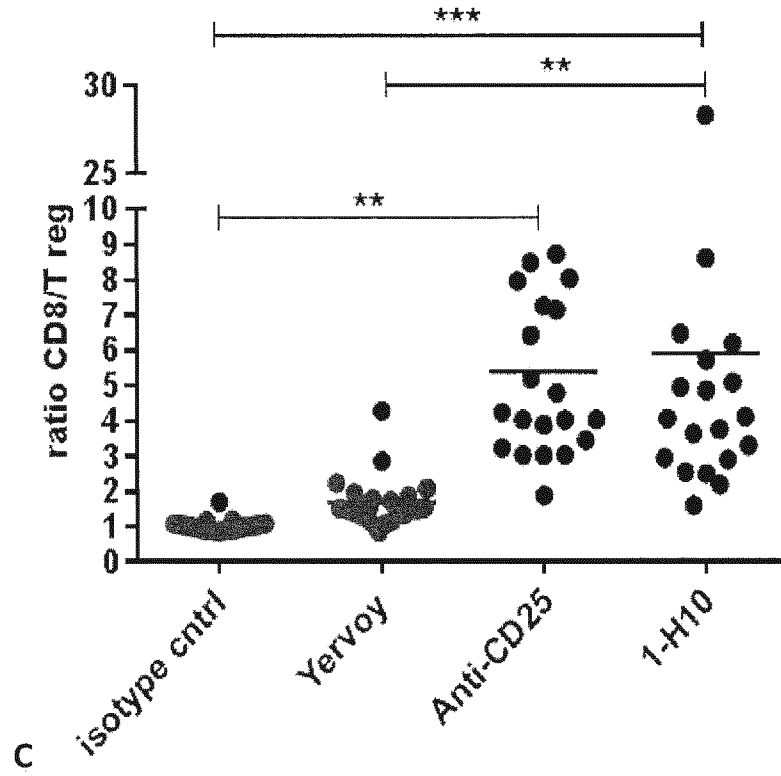 ***
**
**
30
25
10
9
8
7
6
5
4
3
2
1
0
ratio CD8/T reg
isotype cntrl
Yervoy
Anti-CD25
1-H10
C